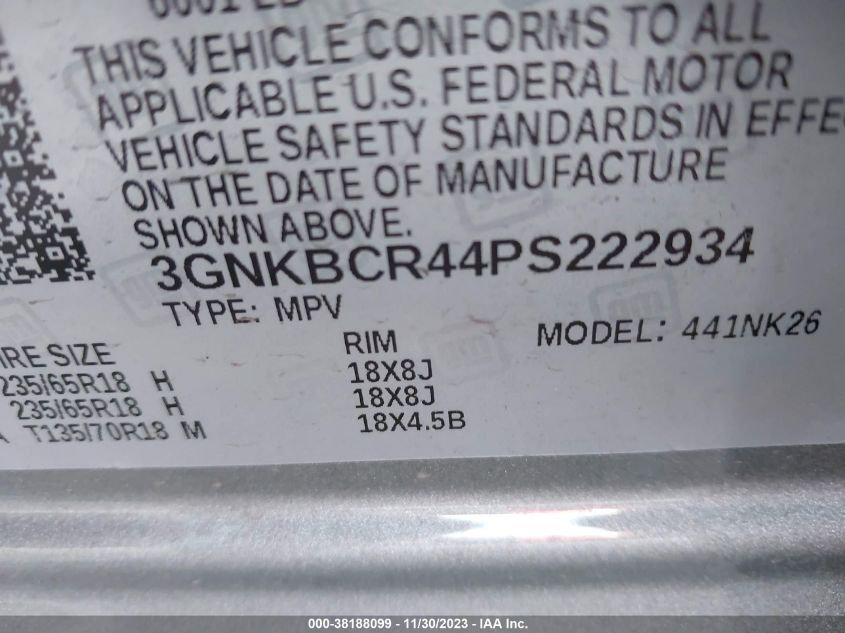 THIS VEHICLE CONFORMS TO ALL
APPLICABLE U.S. FEDERAL MOTOR
VEHICLE SAFETY STANDARDS IN EFFE
ON THE DATE OF MANUFACTURE
SHOWN ABOVE.
3GNKBCR44PS222934
TYPE: MPV
MODEL: 441NK26
IRE SIZE RIM
235/65R18 H 18X8J
235/65R18 H 18X8J
T135/70R18 M 18X4.5B
000-38188099 - 11/30/2023 - IAA Inc.